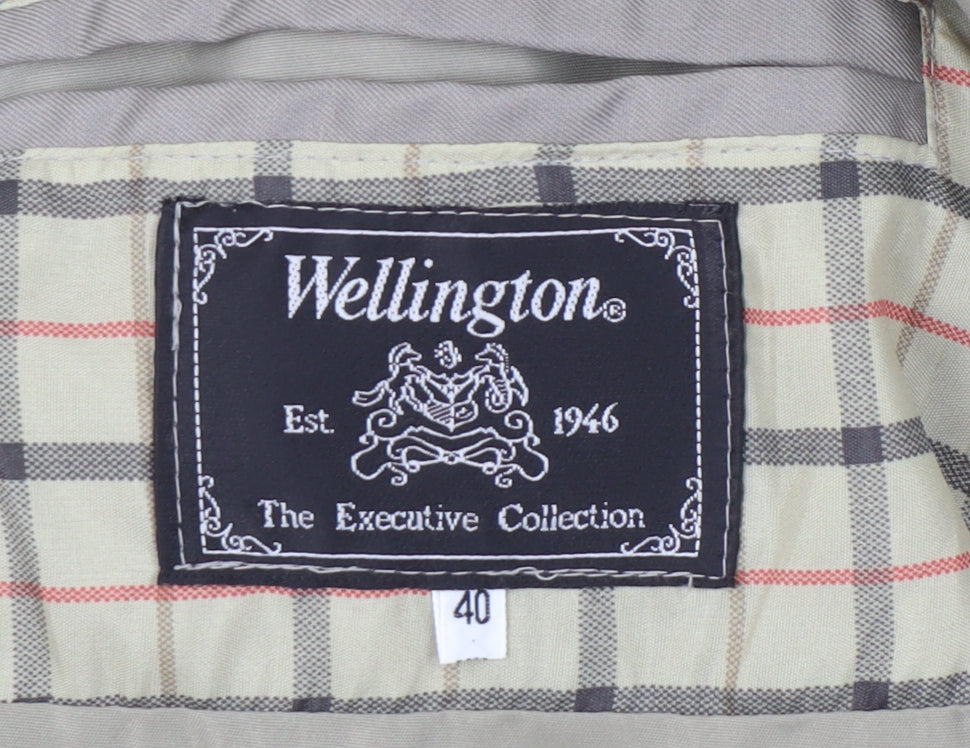 Wellington®
Est. 1946
The Executive Collection
40